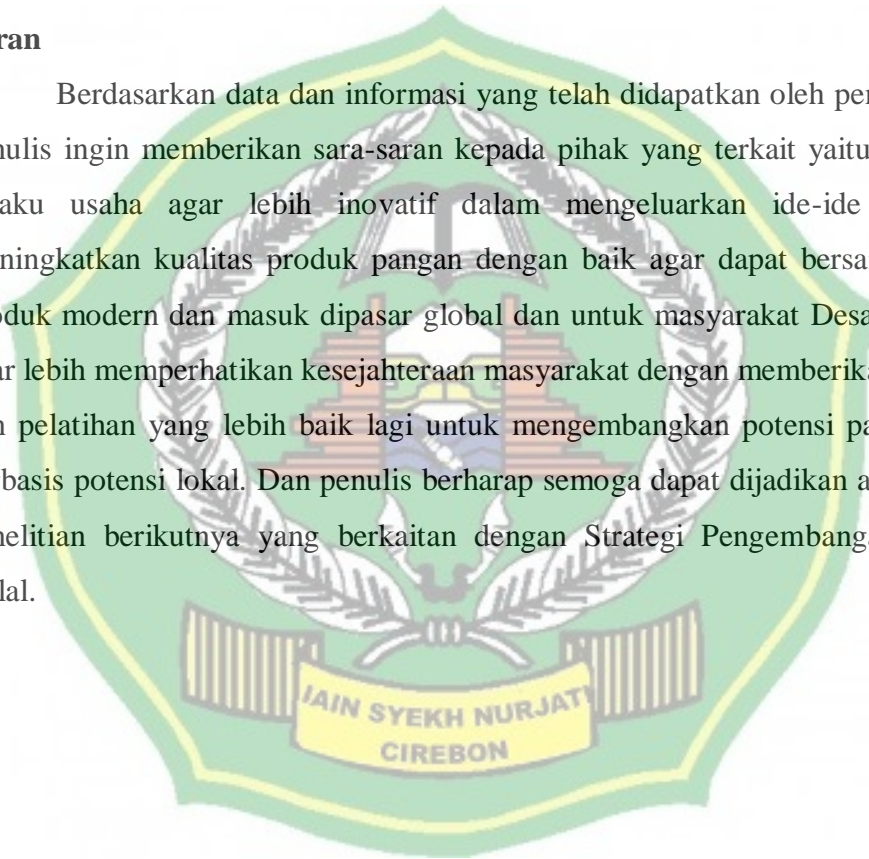 ran
Berdasarkan data dan informasi yang telah didapatkan oleh per
nulis ingin memberikan sara-saran kepada pihak yang terkait yaitu
aku usaha agar lebih inovatif dalam mengeluarkan ide-ide
ningkatkan kualitas produk pangan dengan baik agar dapat bersa
oduk modern dan masuk dipasar global dan untuk masyarakat Desa
ar lebih memperhatikan kesejahteraan masyarakat dengan memberika
n pelatihan yang lebih baik lagi untuk mengembangkan potensi pa
basis potensi lokal. Dan penulis berharap semoga dapat dijadikan a
nelitian berikutnya yang berkaitan dengan Strategi Pengembanga
lal.
IAIN SYEKH NURJATI
CIREBON